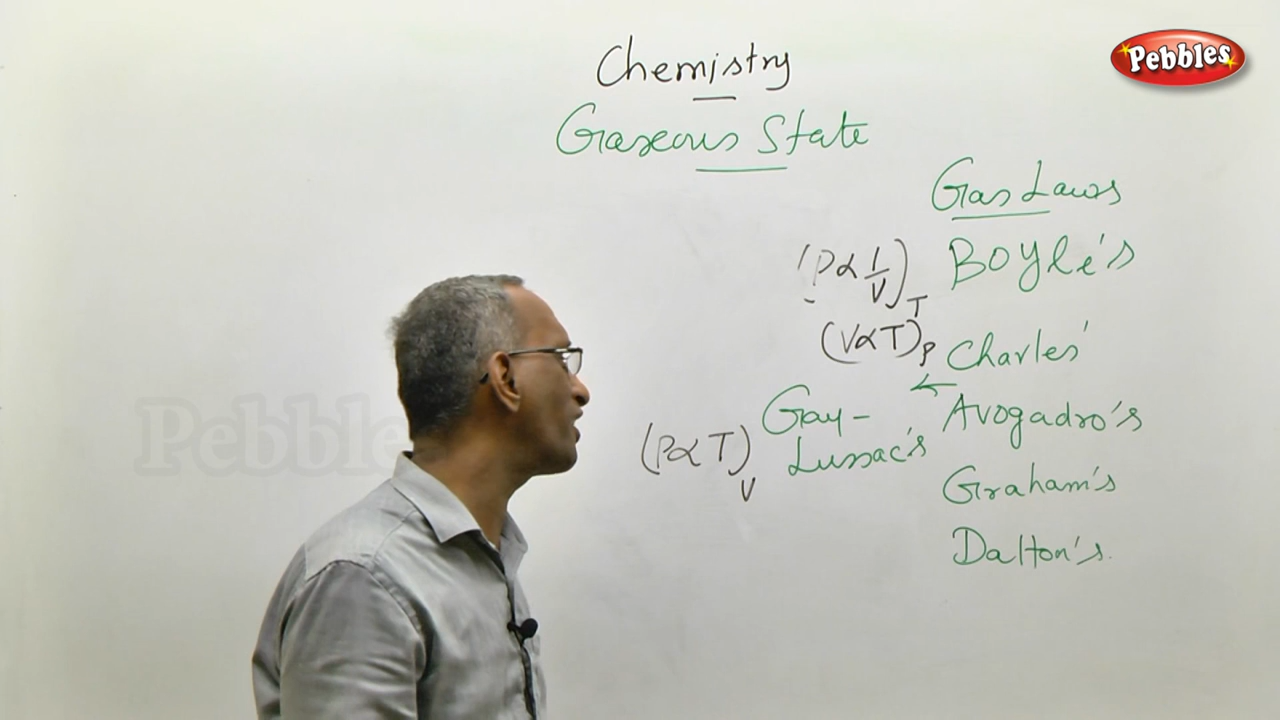 Chemistry
Pebbles
Gaseous State
Gas Laws
(P∝1/V)T Boyle's
(V∝T)P Charles'
Pebbles
Gay-
Lussac's
(P∝T)V
Avogadro's
Graham's
Dalton's.